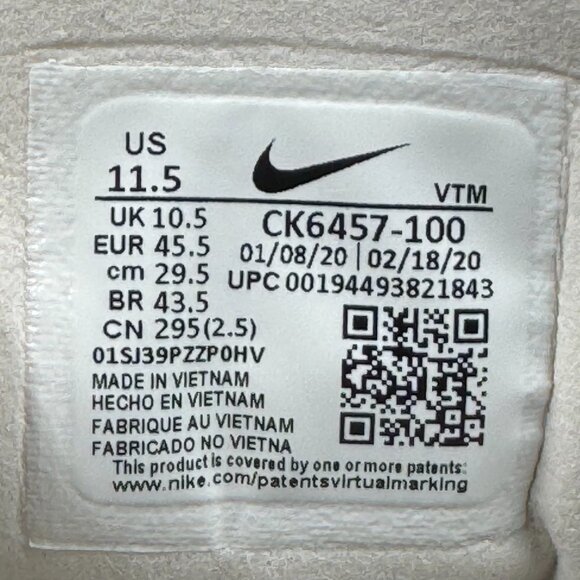 US
11.5
VTM
UK 10.5
CK6457-100
EUR 45.5
01/08/20 | 02/18/20
cm 29.5
UPC 00194493821843
BR 43.5
CN 295(2.5)
01SJ39PZZP0HV
MADE IN VIETNAM
HECHO EN VIETNAM
FABRIQUE AU VIETNAM
FABRICADO NO VIETNA
This product is covered by one or more patents:
www.nike.com/patentsvirtualmarking